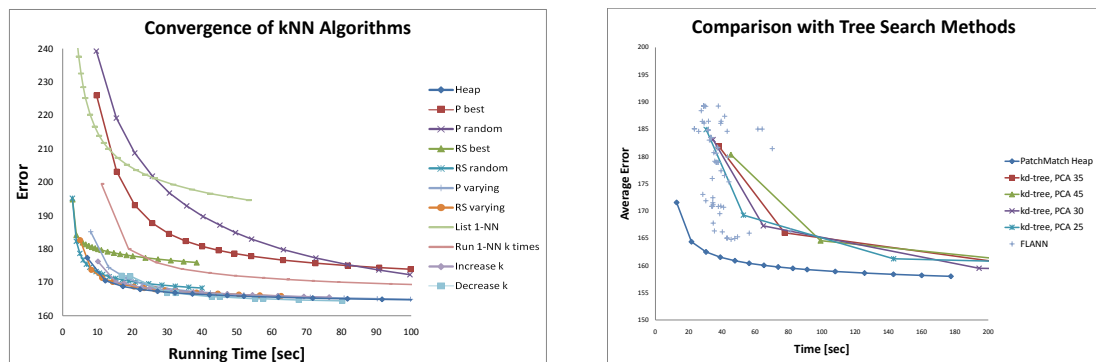 Convergence of kNN Algorithms
240
230
220
210
200
190
180
170
160
0 10 20 30 40 50 60 70 80 90 100
Error
Running Time [sec]
Heap
P best
P random
RS best
RS random
P varying
RS varying
List 1-NN
Run 1-NN k times
Increase k
Decrease k
Comparison with Tree Search Methods
200
195
190
185
180
175
170
165
160
155
150
0 20 40 60 80 100 120 140 160 180 200
Average Error
Time [sec]
PatchMatch Heap
kd-tree, PCA 35
kd-tree, PCA 45
kd-tree, PCA 30
kd-tree, PCA 25
FLANN